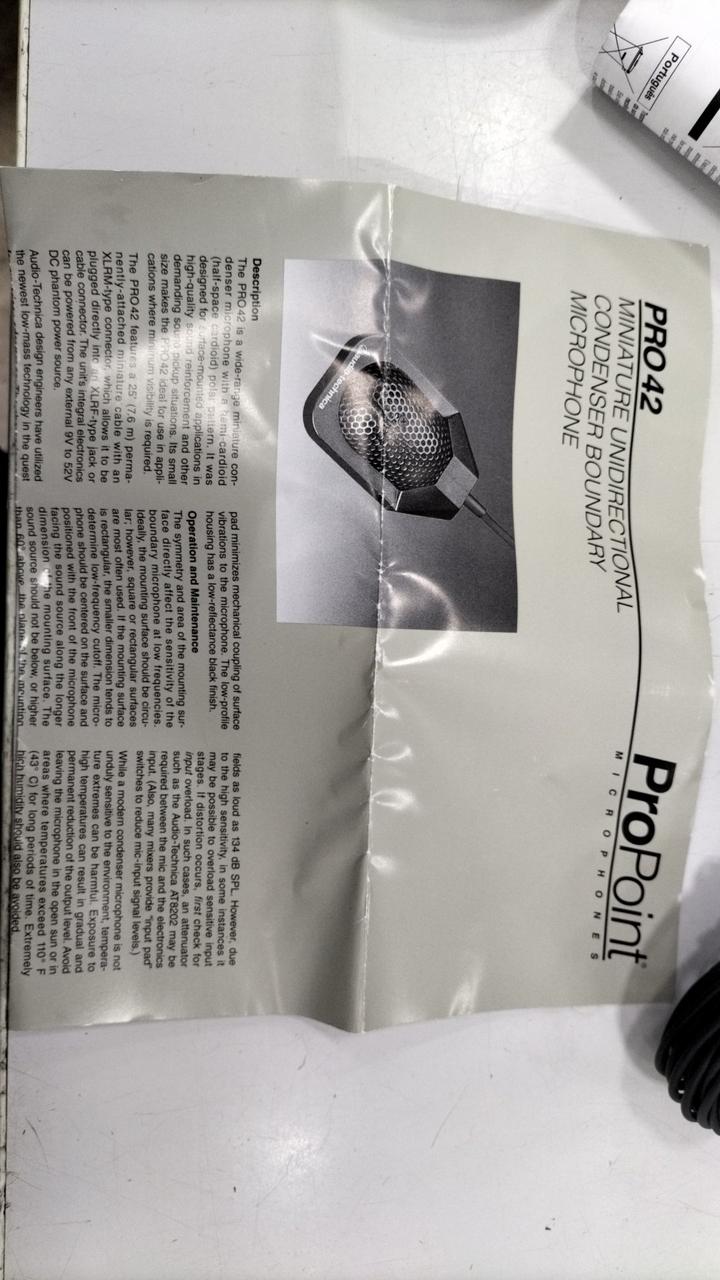 PRO42
MINIATURE UNIDIRECTIONAL
CONDENSER BOUNDARY
MICROPHONE
ProPoint®
MICROPHONES
audio-technica
Description
The PRO42 is a wide-range miniature con-
denser microphone with a hemi-cardioid
(half-space cardioid) polar pattern. It was
designed for surface-mounted applications in
high-quality sound reinforcement and other
demanding sound pickup situations. Its small
size makes the PRO42 ideal for use in appli-
cations where minimum visibility is required.
The PRO42 features a 25' (7.6 m) perma-
nently-attached miniature cable with an
XLRM-type connector, which allows it to be
plugged directly into an XLRF-type jack or
cable connector. The unit's integral electronics
can be powered from any external 9V to 52V
DC phantom power source.
Audio-Technica design engineers have utilized
the newest low-mass technology in the quest
pad minimizes mechanical coupling of surface
vibrations to the microphone. The low-profile
housing has a low-reflectance black finish.
Operation and Maintenance
The symmetry and area of the mounting sur-
face directly affect the sensitivity of the
boundary microphone at low frequencies.
Ideally, the mounting surface should be circu-
lar; however, square or rectangular surfaces
are most often used. If the mounting surface
is rectangular, the smaller dimension tends to
determine low-frequency cutoff. The micro-
phone should be centered on the surface and
positioned with the front of the microphone
facing the sound source along the longer
dimension of the mounting surface. The
sound source should not be below, or higher
than 60° above, the plane of the mounting
fields as loud as 134 dB SPL. However, due
to the high sensitivity, in some instances it
may be possible to overload sensitive input
stages. If distortion occurs, first check for
input overload. In such cases, an attenuator
such as the Audio-Technica AT8202 may be
required between the mic and the electronics
input. (Also, many mixers provide "input pad"
switches to reduce mic-input signal levels.)
While a modern condenser microphone is not
unduly sensitive to the environment, tempera-
ture extremes can be harmful. Exposure to
high temperatures can result in gradual and
permanent reduction of the output level. Avoid
leaving the microphone in the open sun or in
areas where temperatures exceed 110° F
(43° C) for long periods of time. Extremely
high humidity should also be avoided.
Português